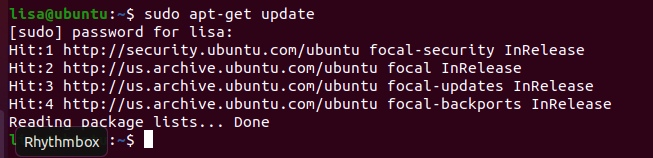 lisa@ubuntu:~$ sudo apt-get update
[sudo] password for lisa:
Hit:1 http://security.ubuntu.com/ubuntu focal-security InRelease
Hit:2 http://us.archive.ubuntu.com/ubuntu focal InRelease
Hit:3 http://us.archive.ubuntu.com/ubuntu focal-updates InRelease
Hit:4 http://us.archive.ubuntu.com/ubuntu focal-backports InRelease
Reading package lists... Done
Rhythmbox :~$